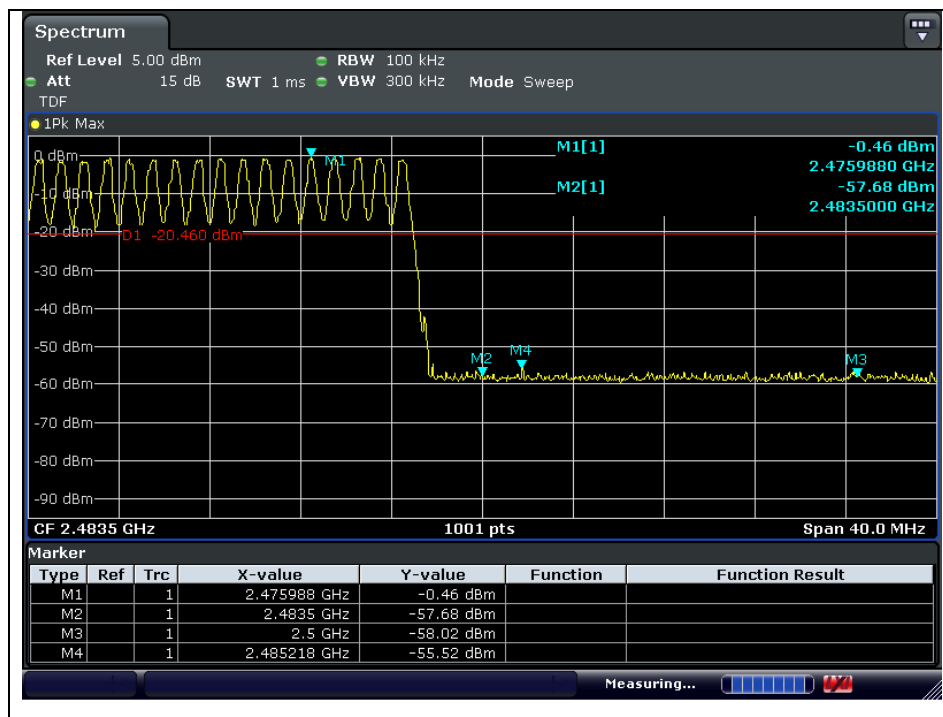 Spectrum
Ref Level 5.00 dBm RBW 100 kHz
Att 15 dB SWT 1 ms VBW 300 kHz Mode Sweep
TDF
1Pk Max
M1[1] -0.46 dBm
2.4759880 GHz
M2[1] -57.68 dBm
2.4835000 GHz
0 dBm
M1
-10 dBm
-20 dBm
D1 -20.460 dBm
-30 dBm
-40 dBm
-50 dBm
M2 M4 M3
-60 dBm
-70 dBm
-80 dBm
-90 dBm
CF 2.4835 GHz 1001 pts Span 40.0 MHz
Marker
Type Ref Trc X-value Y-value Function Function Result
M1 1 2.475988 GHz -0.46 dBm
M2 1 2.4835 GHz -57.68 dBm
M3 1 2.5 GHz -58.02 dBm
M4 1 2.485218 GHz -55.52 dBm
Measuring...